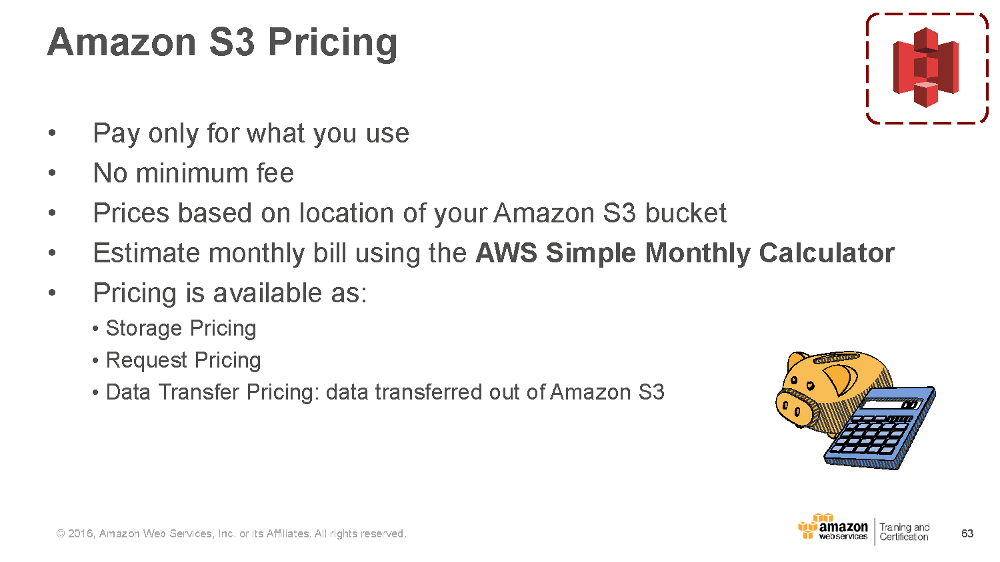 Amazon S3 Pricing
• Pay only for what you use
• No minimum fee
• Prices based on location of your Amazon S3 bucket
• Estimate monthly bill using the AWS Simple Monthly Calculator
• Pricing is available as:
• Storage Pricing
• Request Pricing
• Data Transfer Pricing: data transferred out of Amazon S3
© 2016, Amazon Web Services, Inc. or its Affiliates. All rights reserved.
amazon
web services
Training and
Certification
63